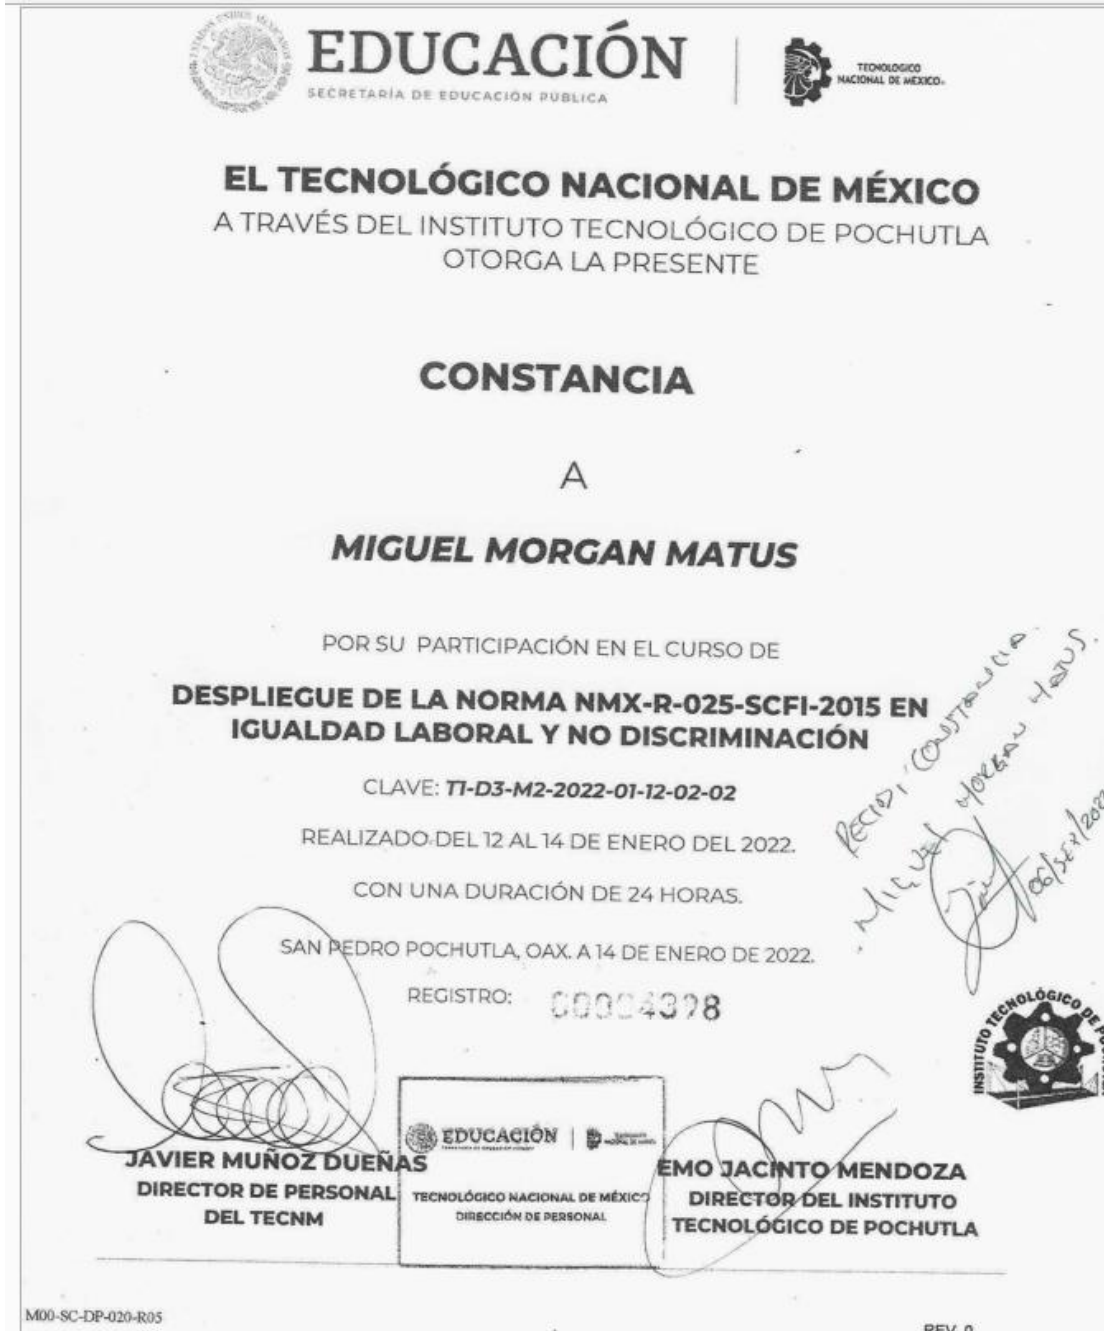 EDUCACIÓN
SECRETARÍA DE EDUCACIÓN PÚBLICA
TECNOLÓGICO
NACIONAL DE MÉXICO
EL TECNOLÓGICO NACIONAL DE MÉXICO
A TRAVÉS DEL INSTITUTO TECNOLÓGICO DE POCHUTLA
OTORGA LA PRESENTE
CONSTANCIA
A
MIGUEL MORGAN MATUS
POR SU PARTICIPACIÓN EN EL CURSO DE
DESPLIEGUE DE LA NORMA NMX-R-025-SCFI-2015 EN
IGUALDAD LABORAL Y NO DISCRIMINACIÓN
CLAVE: T1-D3-M2-2022-01-12-02-02
REALIZADO DEL 12 AL 14 DE ENERO DEL 2022.
CON UNA DURACIÓN DE 24 HORAS.
SAN PEDRO POCHUTLA, OAX. A 14 DE ENERO DE 2022.
REGISTRO:
RECIBÍ CONSTANCIA
MIGUEL MORGAN MATUS.
INSTITUTO TECNOLÓGICO DE
JAVIER MUÑOZ DUEÑAS
DIRECTOR DE PERSONAL
DEL TECNM
EDUCACIÓN
TECNOLÓGICO NACIONAL DE MÉXICO
DIRECCIÓN DE PERSONAL
EMO JACINTO MENDOZA
DIRECTOR DEL INSTITUTO
TECNOLÓGICO DE POCHUTLA
M00-SC-DP-020-R05